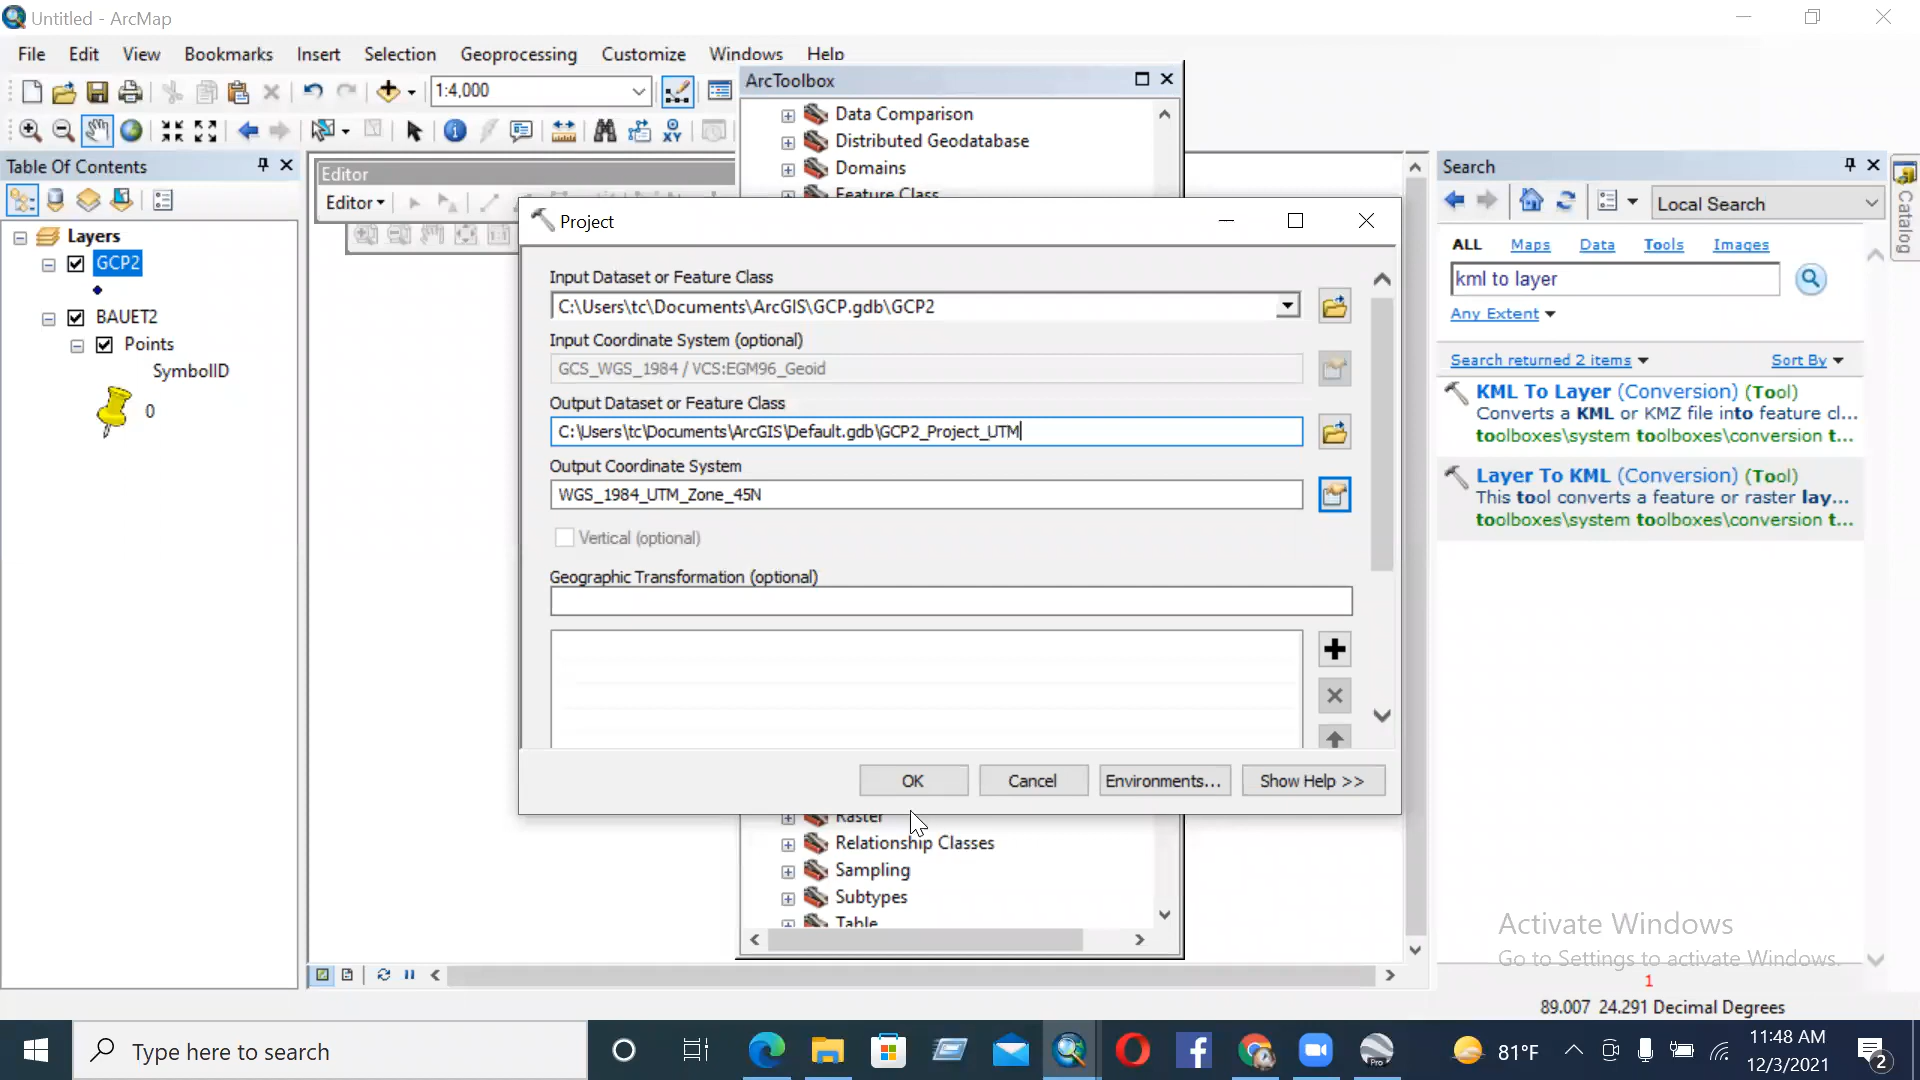 Untitled - ArcMap
File Edit View Bookmarks Insert Selection Geoprocessing Customize Windows Help
1:4,000
ArcToolbox
Data Comparison
Distributed Geodatabase
Domains
Feature Class
Table Of Contents
Layers
GCP2
BAUET2
Points
SymbolID
0
Editor
Editor
Project
Input Dataset or Feature Class
C:\Users\tc\Documents\ArcGIS\GCP.gdb\GCP2
Input Coordinate System (optional)
GCS_WGS_1984 / VCS:EGM96_Geoid
Output Dataset or Feature Class
C:\Users\tc\Documents\ArcGIS\Default.gdb\GCP2_Project_UTM
Output Coordinate System
WGS_1984_UTM_Zone_45N
Vertical (optional)
Geographic Transformation (optional)
OK Cancel Environments... Show Help >>
Raster
Relationship Classes
Sampling
Subtypes
Table
Search
Local Search
ALL Maps Data Tools Images
kml to layer
Any Extent
Search returned 2 items Sort By
KML To Layer (Conversion) (Tool)
Converts a KML or KMZ file into feature cl...
toolboxes\system toolboxes\conversion t...
Layer To KML (Conversion) (Tool)
This tool converts a feature or raster lay...
toolboxes\system toolboxes\conversion t...
Catalog
Activate Windows
Go to Settings to activate Windows.
1
89.007 24.291 Decimal Degrees
Type here to search
Pro
81°F
11:48 AM
12/3/2021
2